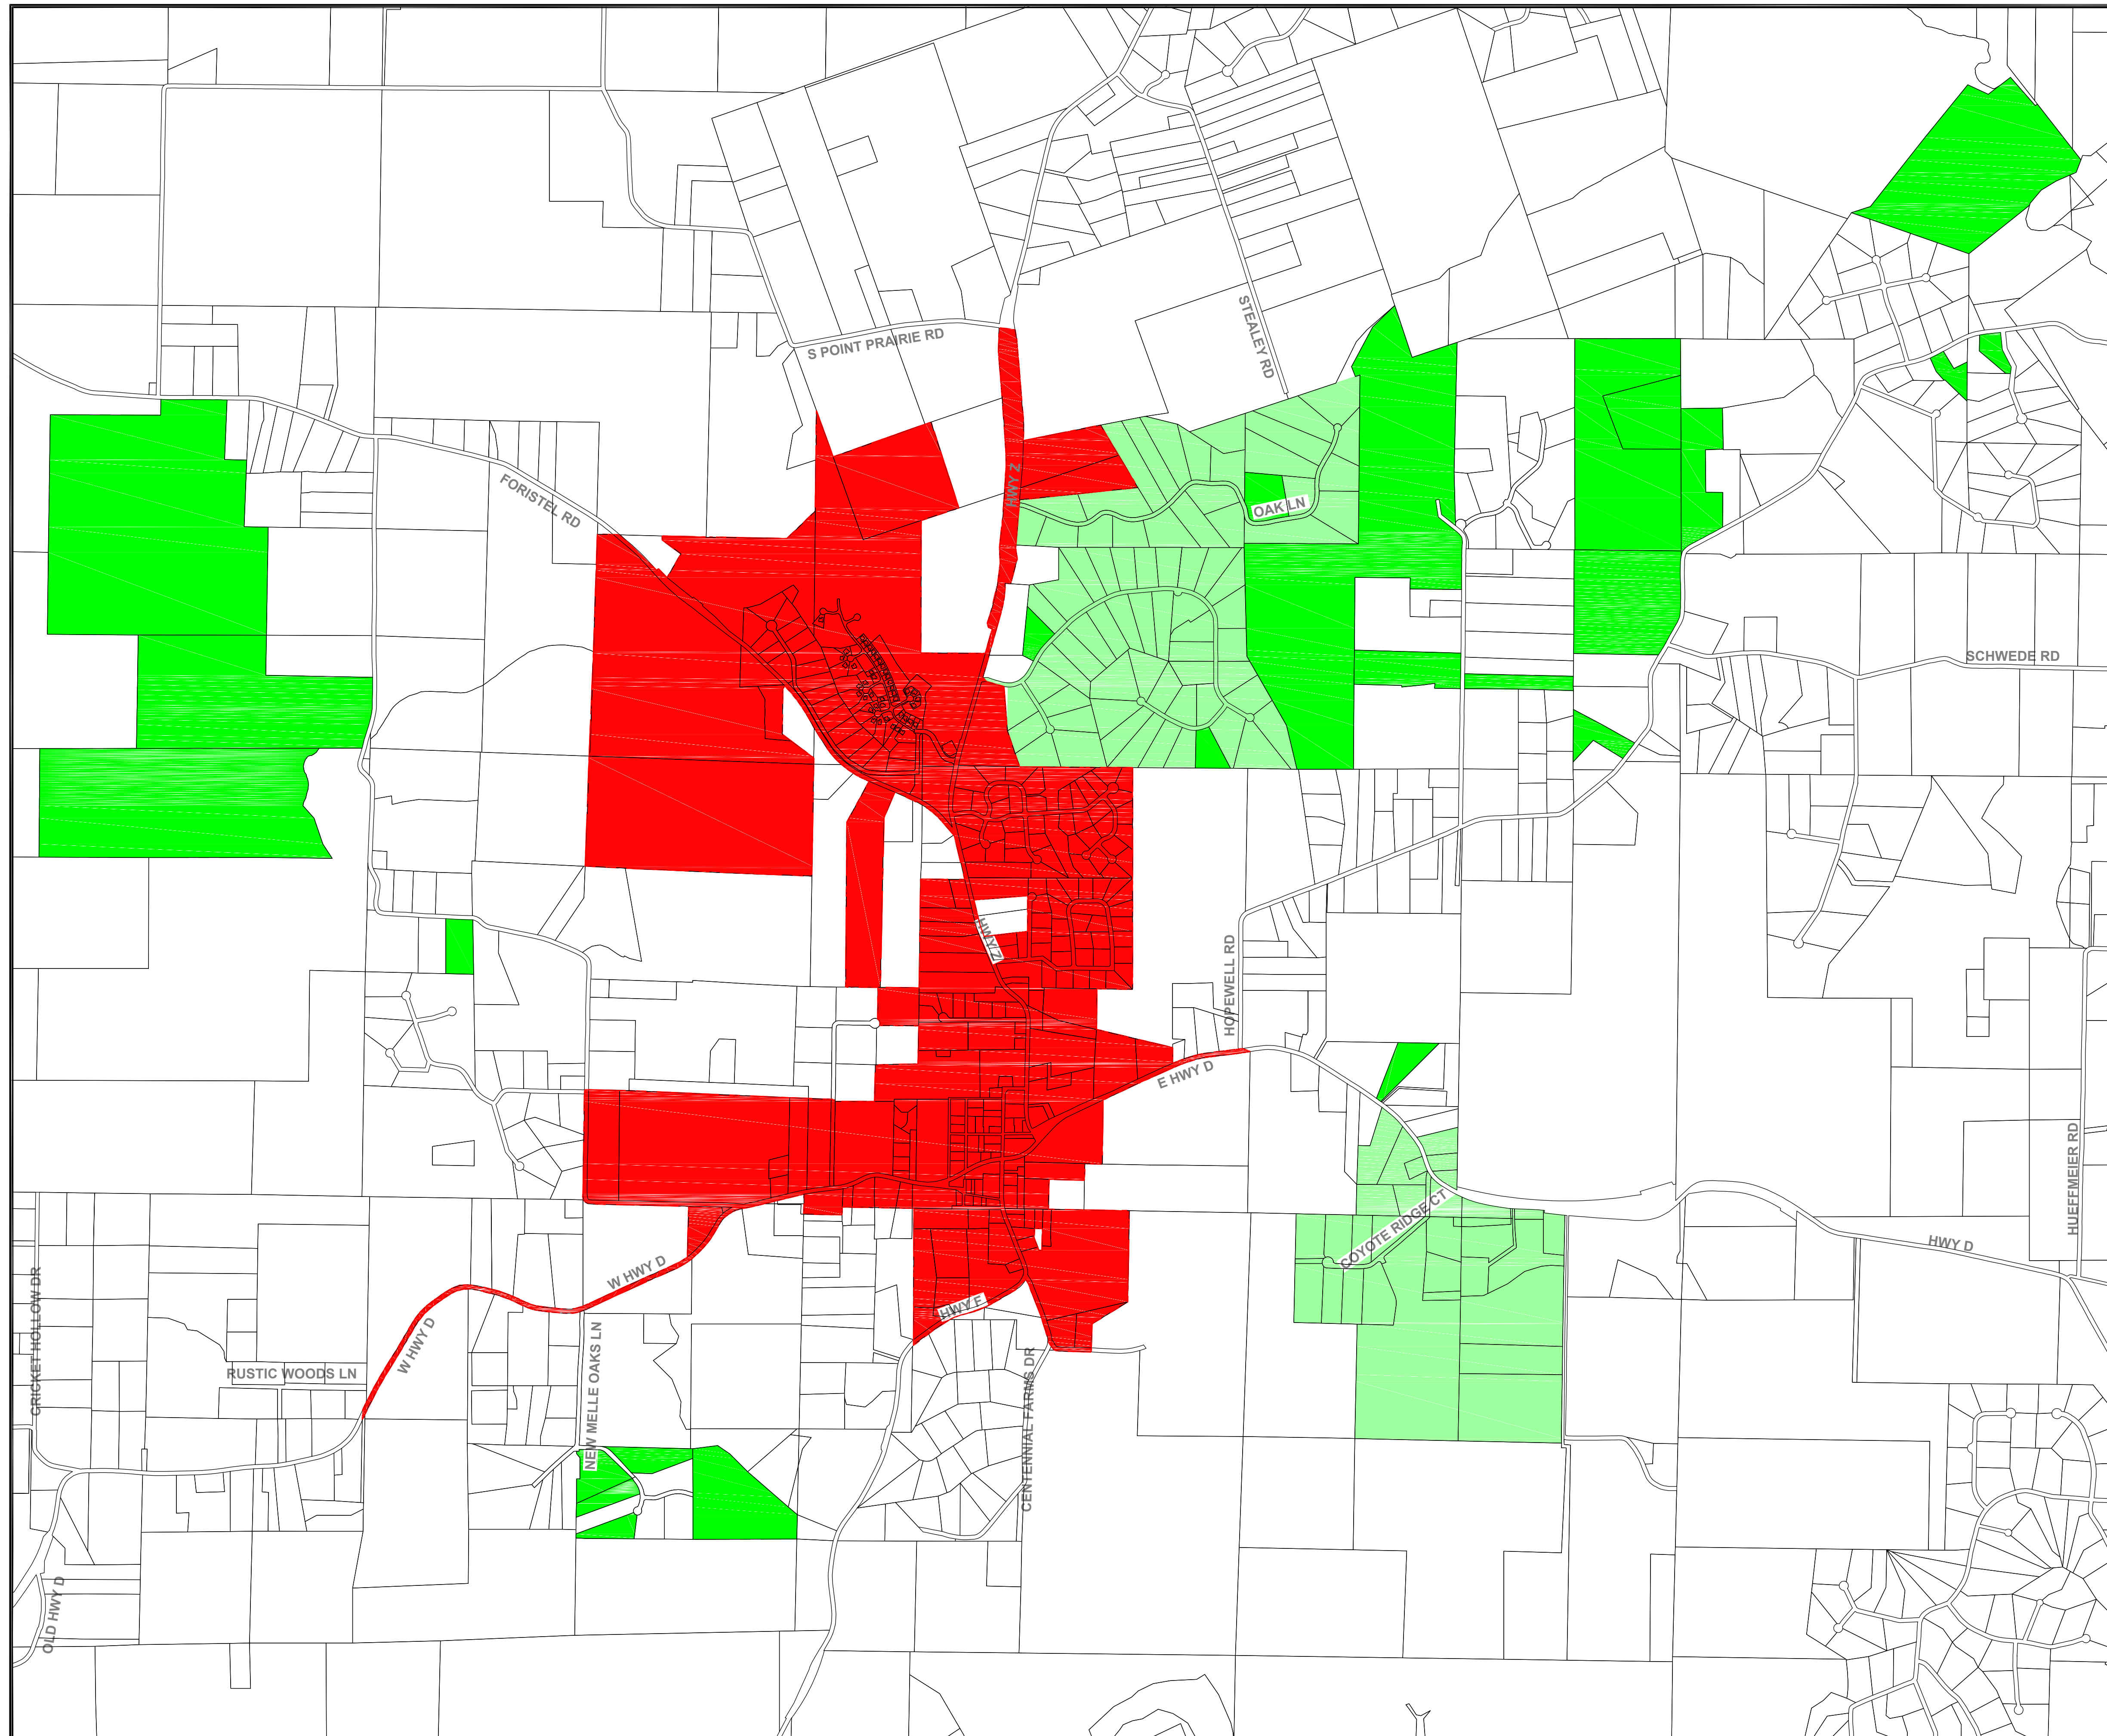 S POINT PRAIRIE RD
STEALEY RD
HWY Z
FORISTEL RD
OAK LN
SCHWEDE RD
HWY Z
HOPEWELL RD
E HWY D
HUEFFMEIER RD
COYOTE RIDGE CT
HWY D
W HWY D
CRICKET HOLLOW DR
HWY F
W HWY D
RUSTIC WOODS LN
NEW MELLE OAKS LN
CENTENNIAL FARMS DR
OLD HWY D